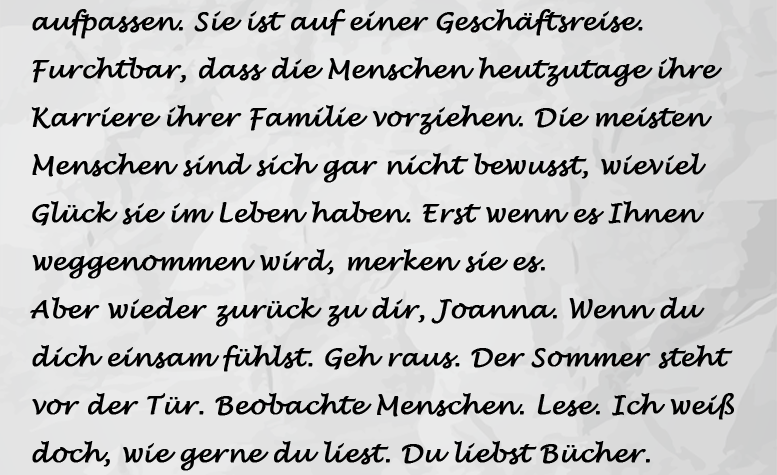 aufpassen. Sie ist auf einer Geschäftsreise.
Furchtbar, dass die Menschen heutzutage ihre
Karriere ihrer Familie vorziehen. Die meisten
Menschen sind sich gar nicht bewusst, wieviel
Glück sie im Leben haben. Erst wenn es Ihnen
weggenommen wird, merken sie es.
Aber wieder zurück zu dir, Joanna. Wenn du
dich einsam fühlst. Geh raus. Der Sommer steht
vor der Tür. Beobachte Menschen. Lese. Ich weiß
doch, wie gerne du liest. Du liebst Bücher.